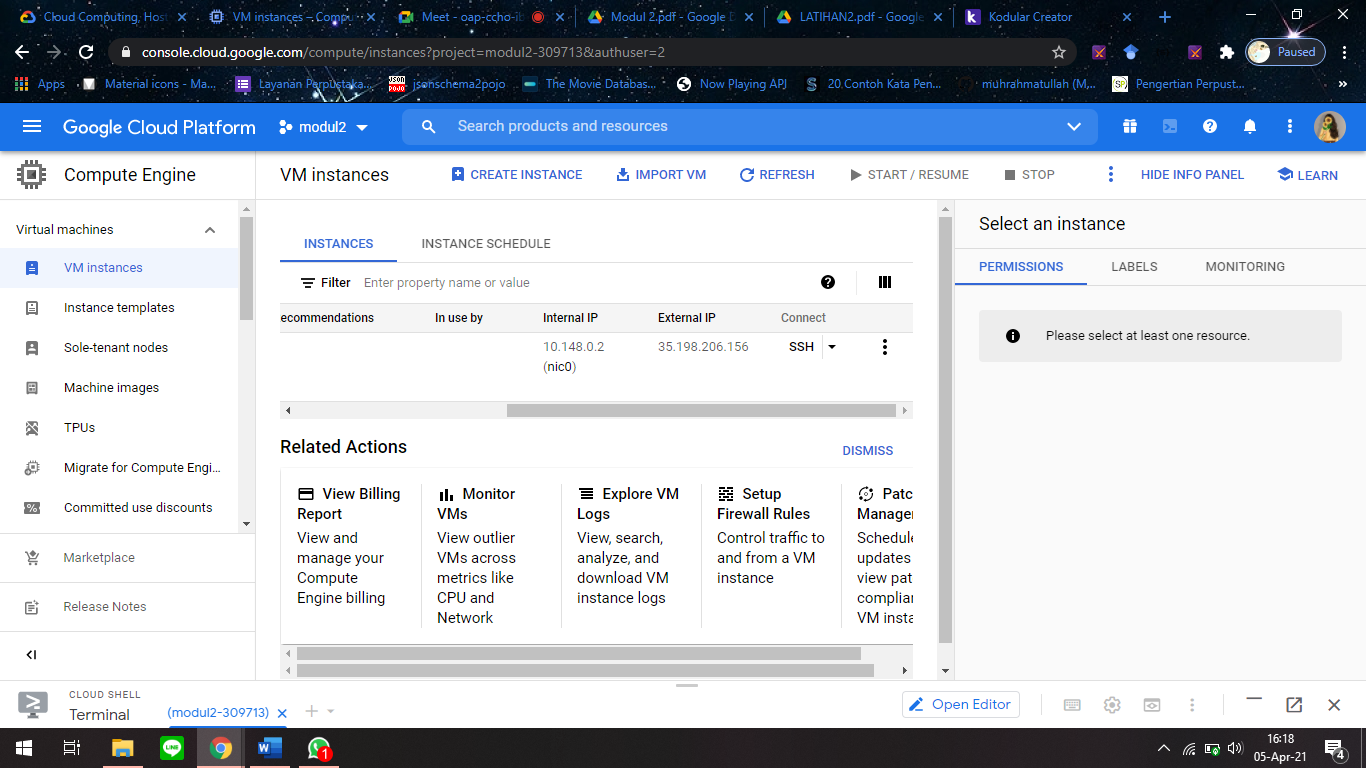 Cloud Computing, Hos
VM instances – Compu
Meet - oap-ccho-ib
Modul 2.pdf - Google D
LATIHAN2.pdf - Google
Kodular Creator
console.cloud.google.com/compute/instances?project=modul2-309713&authuser=2
Paused
Apps
Material icons - Ma...
Layanan Perpustaka...
jsonschema2pojo
The Movie Databas...
Now Playing API
20 Contoh Kata Pen...
muhrahmatullah (M...
Pengertian Perpust...
»
Google Cloud Platform
modul2
Search products and resources
Compute Engine
VM instances
CREATE INSTANCE
IMPORT VM
REFRESH
START / RESUME
STOP
HIDE INFO PANEL
LEARN
Virtual machines
VM instances
Instance templates
Sole-tenant nodes
Machine images
TPUs
Migrate for Compute Engi...
Committed use discounts
Marketplace
Release Notes
INSTANCES
INSTANCE SCHEDULE
Filter
Enter property name or value
ecommendations
In use by
Internal IP
External IP
Connect
10.148.0.2
(nic0)
35.198.206.156
SSH
Related Actions
DISMISS
View Billing
Report
View and
manage your
Compute
Engine billing
Monitor
VMs
View outlier
VMs across
metrics like
CPU and
Network
Explore VM
Logs
View, search,
analyze, and
download VM
instance logs
Setup
Firewall Rules
Control traffic to
and from a VM
instance
Patc
Manager
Schedule
updates
view pat
complian
VM insta
Select an instance
PERMISSIONS
LABELS
MONITORING
Please select at least one resource.
CLOUD SHELL
Terminal
(modul2-309713)
Open Editor
LINE
1
16:18
05-Apr-21
4